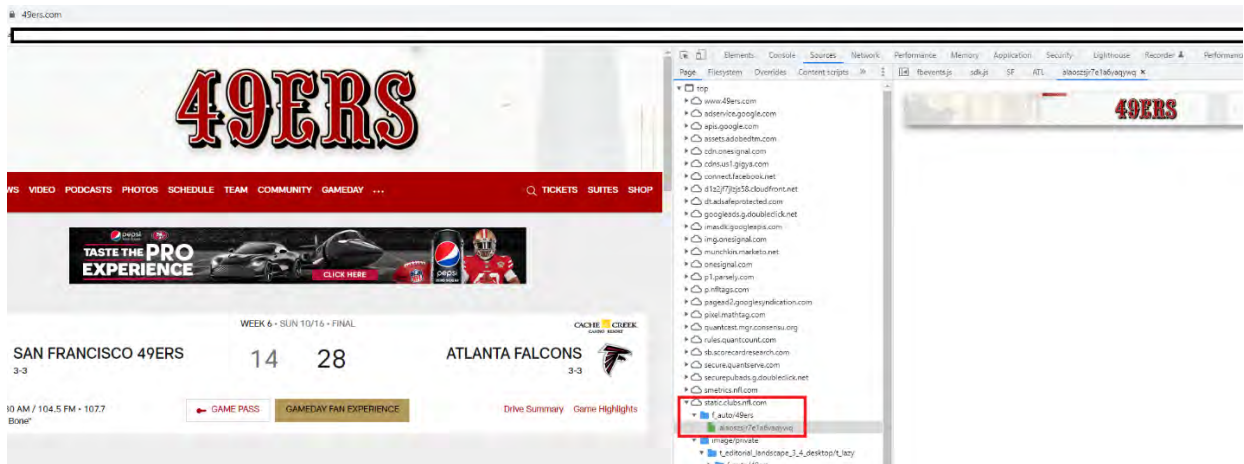 49ers.com
Elements Console Sources Network Performance Memory Application Security Lighthouse Recorder Performanc
Page Filesystem Overrides Content scripts »
fbevents.js sdk.js SF ATL
top
www.49ers.com
adservice.google.com
apis.google.com
assets.adobedtm.com
cdn.onesignal.com
cdns.us1.gigya.com
connect.facebook.net
dt.adsafeprotected.com
googleads.g.doubleclick.net
imasdk.googleapis.com
img.onesignal.com
munchkin.marketo.net
onesignal.com
p1.parsely.com
p.nfltags.com
pagead2.googlesyndication.com
pixel.mathtag.com
quantcast.mgr.consensu.org
rules.quantcount.com
sb.scorecardresearch.com
secure.quantserve.com
securepubads.g.doubleclick.net
smetrics.nfl.com
static.clubs.nfl.com
f_auto/49ers
image/private
t_editorial_landscape_3_4_desktop/t_lazy
49ERS
49ERS
WS VIDEO PODCASTS PHOTOS SCHEDULE TEAM COMMUNITY GAMEDAY ... TICKETS SUITES SHOP
pepsi
TASTE THE PRO
EXPERIENCE
CLICK HERE
pepsi
WEEK 6 • SUN 10/16 • FINAL
CACHE CREEK
CASINO RESORT
SAN FRANCISCO 49ERS 14 28 ATLANTA FALCONS
3-3 3-3
30 AM / 104.5 FM • 107.7
Bone"
GAME PASS GAMEDAY FAN EXPERIENCE Drive Summary Game Highlights